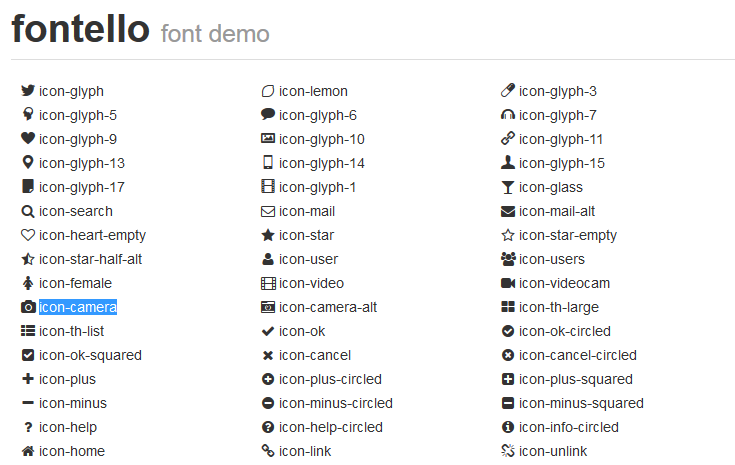 fontello font demo
icon-glyph icon-lemon icon-glyph-3
icon-glyph-5 icon-glyph-6 icon-glyph-7
icon-glyph-9 icon-glyph-10 icon-glyph-11
icon-glyph-13 icon-glyph-14 icon-glyph-15
icon-glyph-17 icon-glyph-1 icon-glass
icon-search icon-mail icon-mail-alt
icon-heart-empty icon-star icon-star-empty
icon-star-half-alt icon-user icon-users
icon-female icon-video icon-videocam
icon-camera icon-camera-alt icon-th-large
icon-th-list icon-ok icon-ok-circled
icon-ok-squared icon-cancel icon-cancel-circled
icon-plus icon-plus-circled icon-plus-squared
icon-minus icon-minus-circled icon-minus-squared
icon-help icon-help-circled icon-info-circled
icon-home icon-link icon-unlink